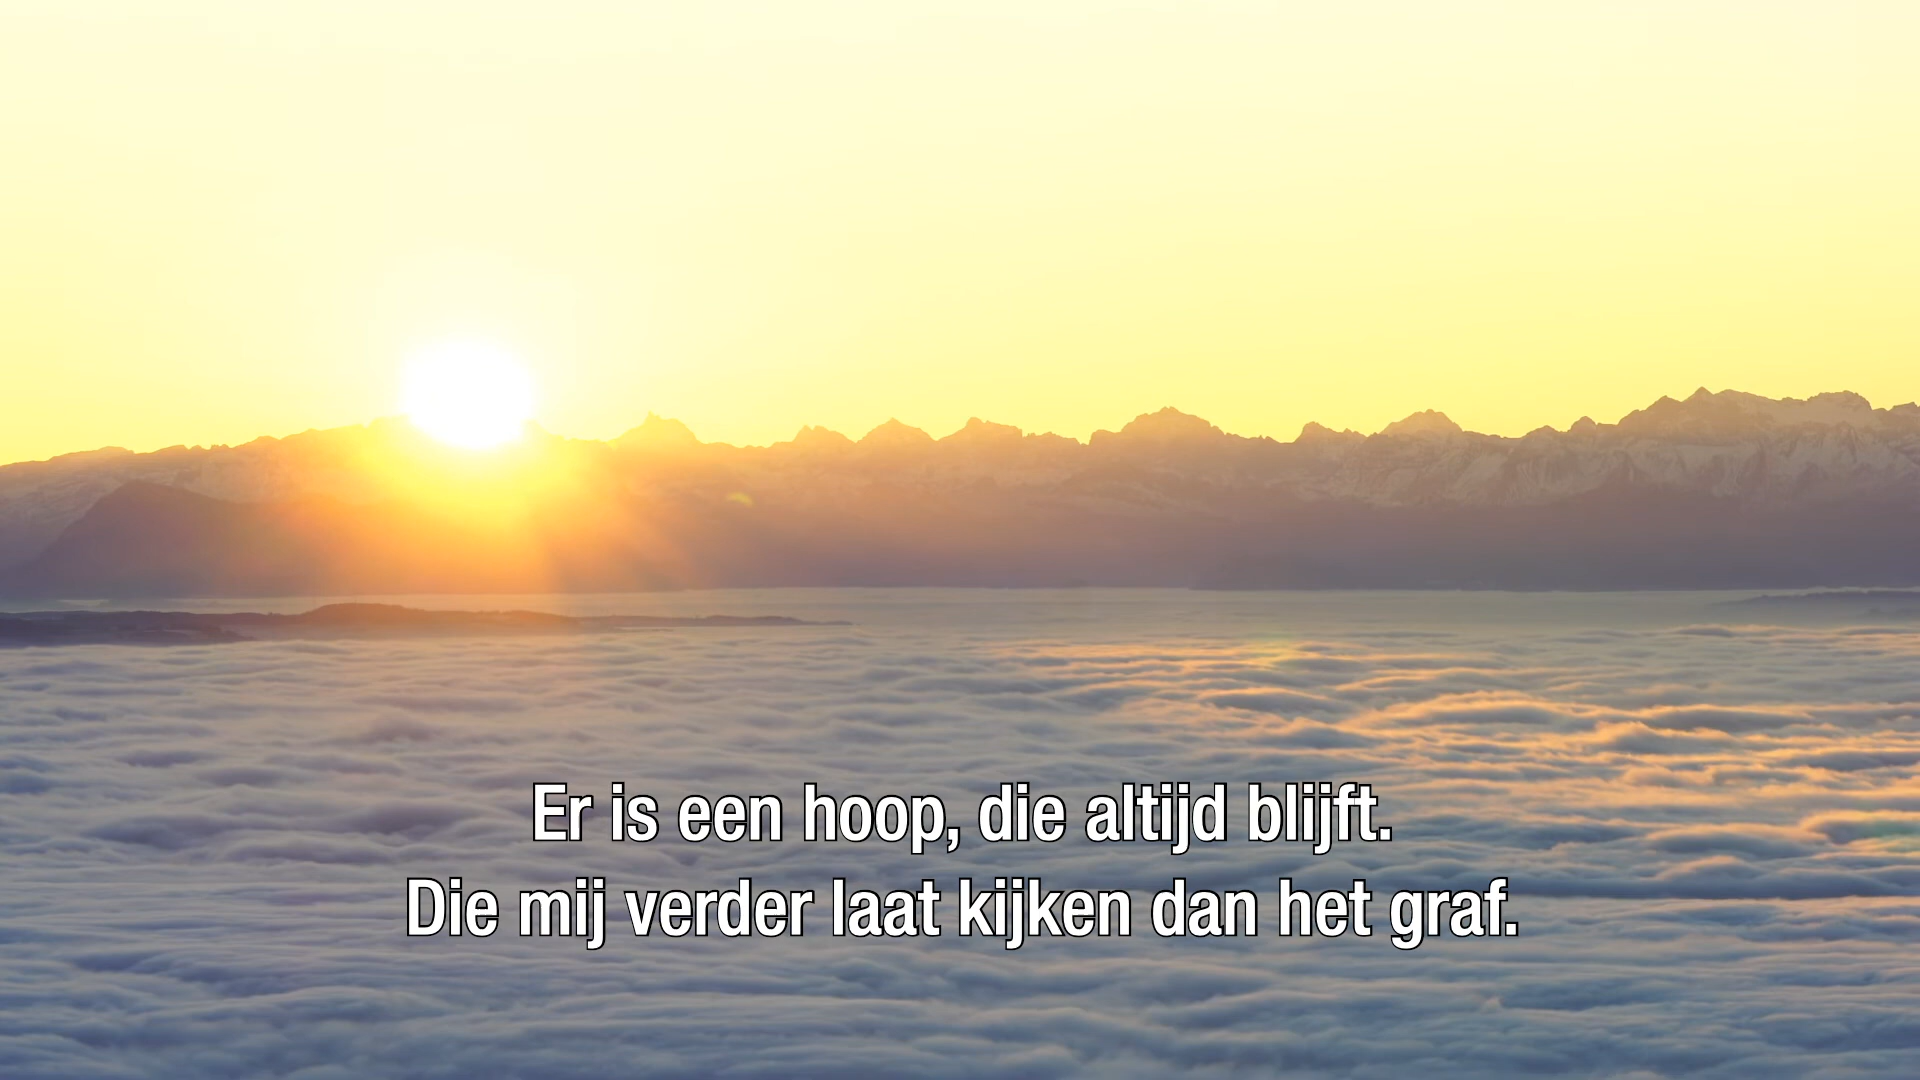 Er is een hoop, die altijd blijft.
Die mij verder laat kijken dan het graf.